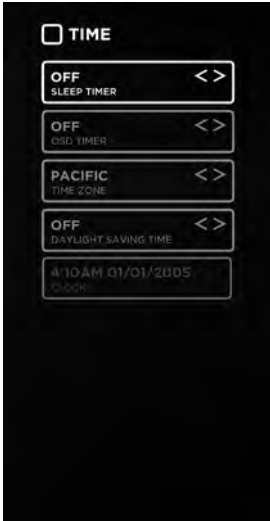 TIME
OFF < >
SLEEP TIMER
OFF < >
OSD TIMER
PACIFIC < >
TIME ZONE
OFF < >
DAYLIGHT SAVING TIME
4:10AM 01/01/2005
CLOCK